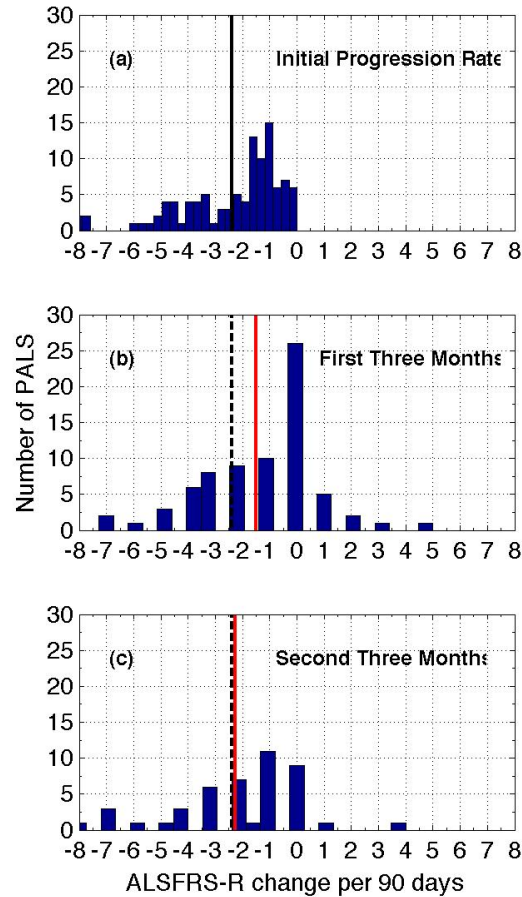 30
25
20
15
10
5
0
(a) Initial Progression Rate
-8 -7 -6 -5 -4 -3 -2 -1 0 1 2 3 4 5 6 7 8
Number of PALS
30
25
20
15
10
5
0
(b) First Three Months
-8 -7 -6 -5 -4 -3 -2 -1 0 1 2 3 4 5 6 7 8
30
25
20
15
10
5
0
(c) Second Three Months
-8 -7 -6 -5 -4 -3 -2 -1 0 1 2 3 4 5 6 7 8
ALSFRS-R change per 90 days